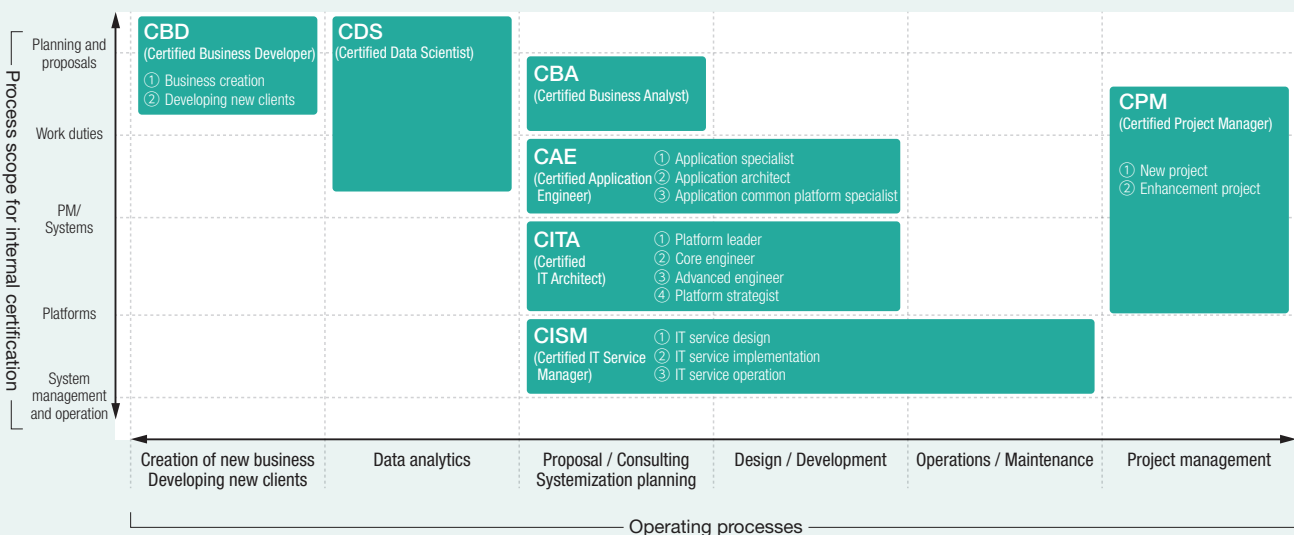 Process scope for internal certification
Planning and
proposals
Work duties
PM/
Systems
Platforms
System
management
and operation
CBD
(Certified Business Developer)
① Business creation
② Developing new clients
CDS
(Certified Data Scientist)
CBA
(Certified Business Analyst)
CAE
(Certified Application
Engineer)
① Application specialist
② Application architect
③ Application common platform specialist
CITA
(Certified
IT Architect)
① Platform leader
② Core engineer
③ Advanced engineer
④ Platform strategist
CISM
(Certified IT Service
Manager)
① IT service design
② IT service implementation
③ IT service operation
CPM
(Certified Project Manager)
① New project
② Enhancement project
Creation of new business
Developing new clients
Data analytics
Proposal / Consulting
Systemization planning
Design / Development
Operations / Maintenance
Project management
Operating processes